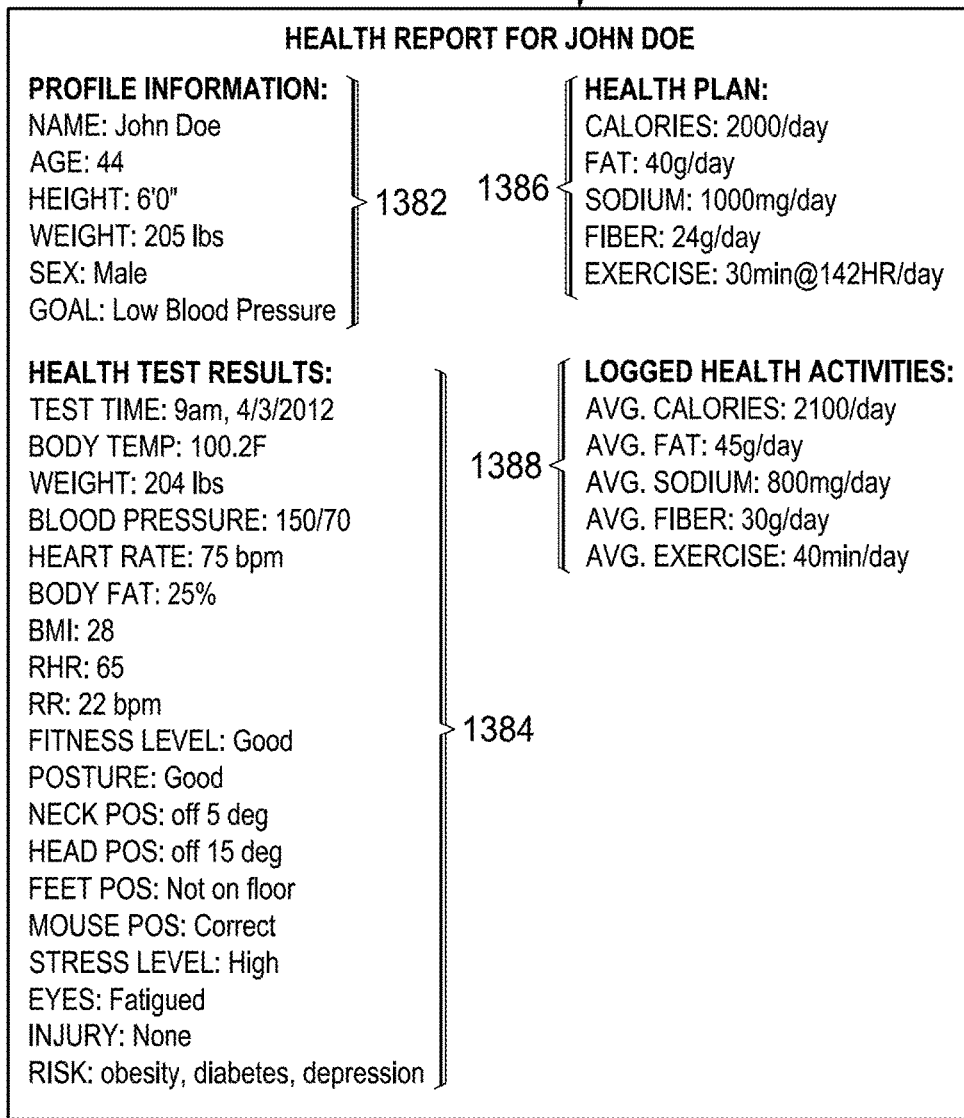 HEALTH REPORT FOR JOHN DOE
PROFILE INFORMATION:
NAME: John Doe
AGE: 44
HEIGHT: 6'0"
WEIGHT: 205 lbs
SEX: Male
GOAL: Low Blood Pressure
1382
1386
HEALTH PLAN:
CALORIES: 2000/day
FAT: 40g/day
SODIUM: 1000mg/day
FIBER: 24g/day
EXERCISE: 30min@142HR/day
HEALTH TEST RESULTS:
TEST TIME: 9am, 4/3/2012
BODY TEMP: 100.2F
WEIGHT: 204 lbs
BLOOD PRESSURE: 150/70
HEART RATE: 75 bpm
BODY FAT: 25%
BMI: 28
RHR: 65
RR: 22 bpm
FITNESS LEVEL: Good
POSTURE: Good
NECK POS: off 5 deg
HEAD POS: off 15 deg
FEET POS: Not on floor
MOUSE POS: Correct
STRESS LEVEL: High
EYES: Fatigued
INJURY: None
RISK: obesity, diabetes, depression
1384
1388
LOGGED HEALTH ACTIVITIES:
AVG. CALORIES: 2100/day
AVG. FAT: 45g/day
AVG. SODIUM: 800mg/day
AVG. FIBER: 30g/day
AVG. EXERCISE: 40min/day